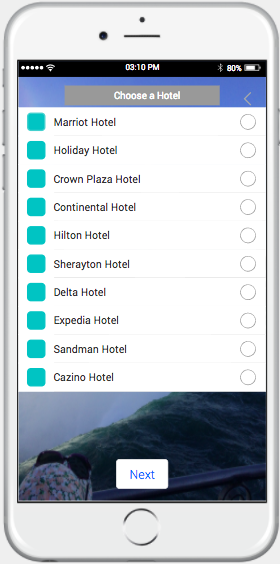 03:10 PM 80%
Choose a Hotel
Marriot Hotel
Holiday Hotel
Crown Plaza Hotel
Continental Hotel
Hilton Hotel
Sherayton Hotel
Delta Hotel
Expedia Hotel
Sandman Hotel
Cazino Hotel
Next